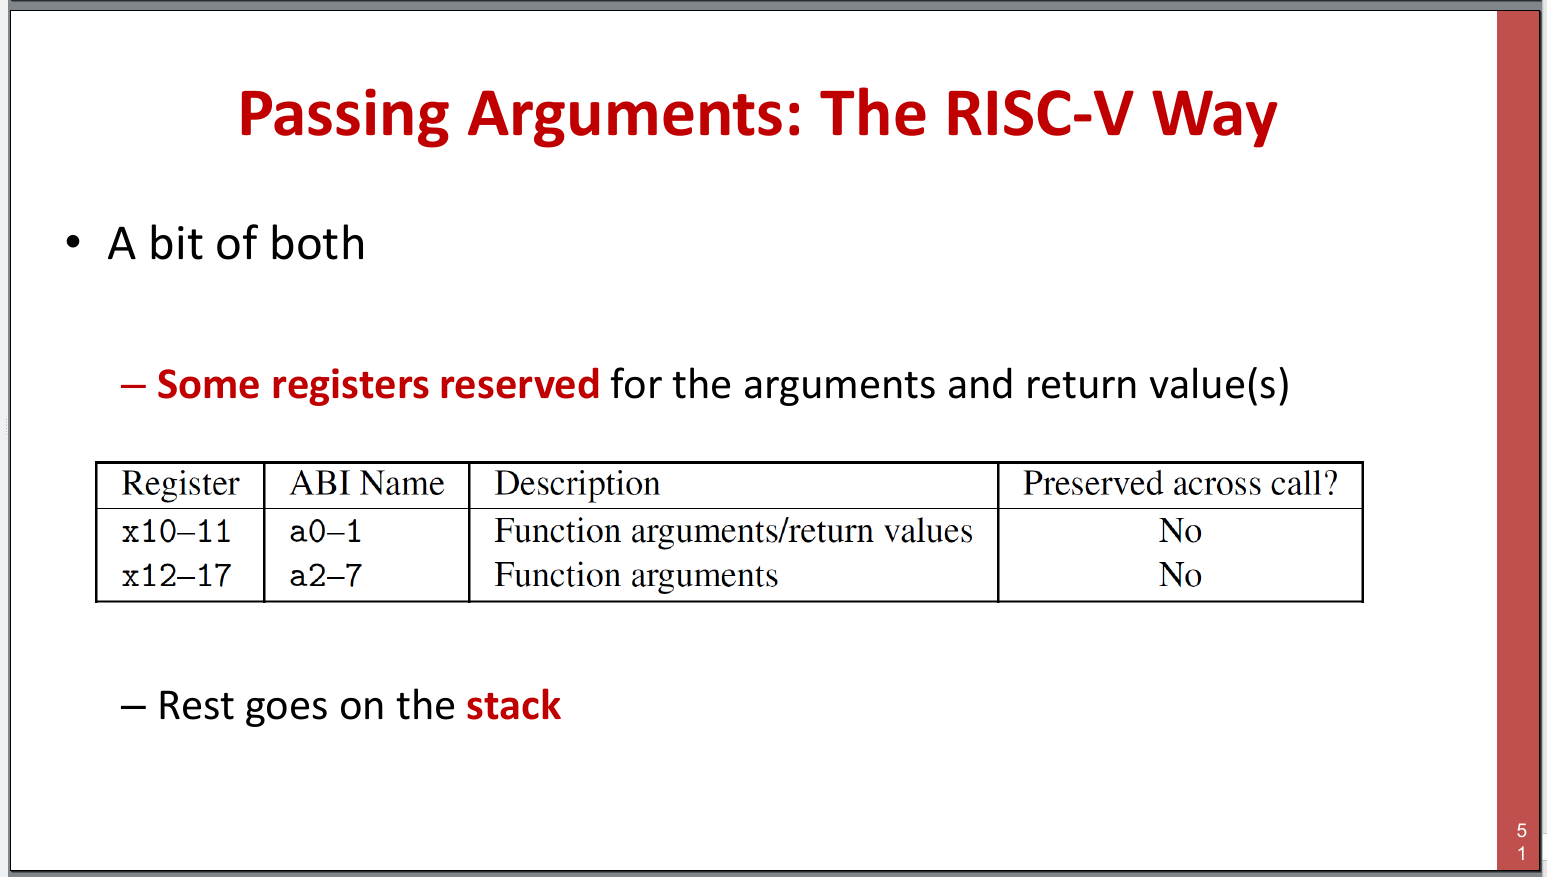 Passing Arguments: The RISC-V Way
• A bit of both
– Some registers reserved for the arguments and return value(s)
Register ABI Name Description Preserved across call?
x10–11 a0–1 Function arguments/return values No
x12–17 a2–7 Function arguments No
– Rest goes on the stack
5
1